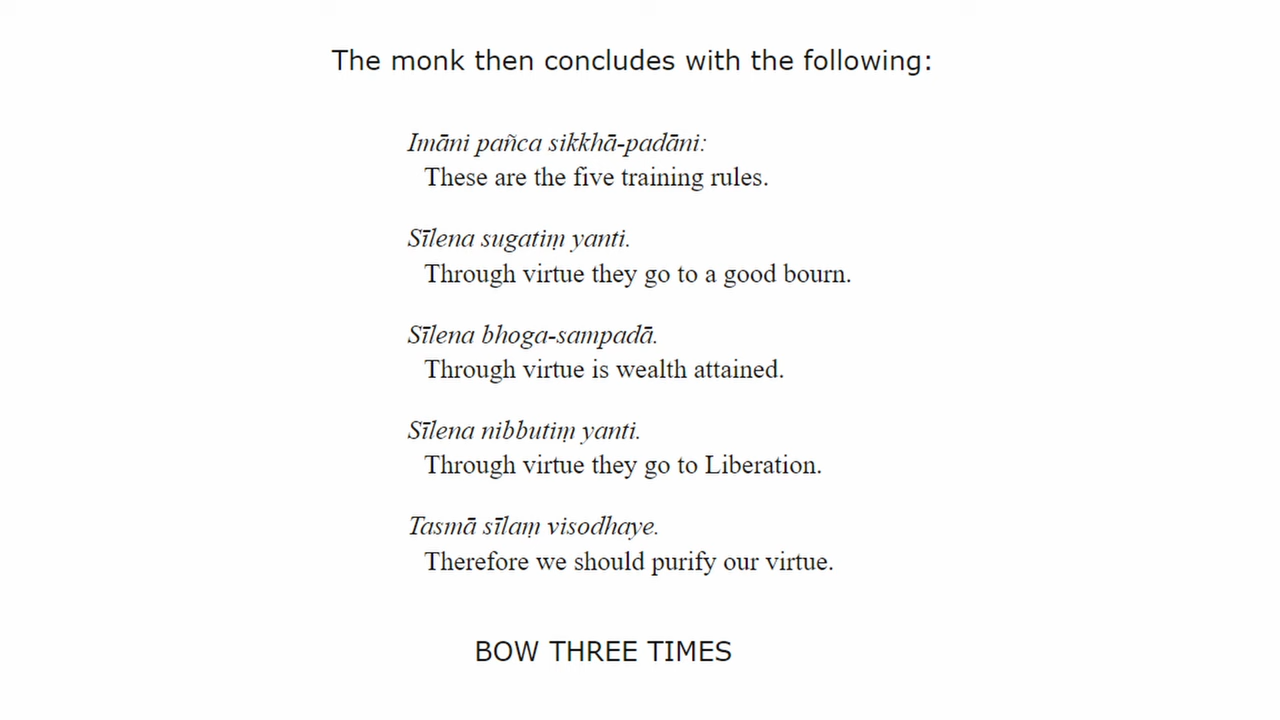 The monk then concludes with the following:
Imāni pañca sikkhā-padāni:
These are the five training rules.
Sīlena sugatiṃ yanti.
Through virtue they go to a good bourn.
Sīlena bhoga-sampadā.
Through virtue is wealth attained.
Sīlena nibbutiṃ yanti.
Through virtue they go to Liberation.
Tasmā sīlaṃ visodhaye.
Therefore we should purify our virtue.
BOW THREE TIMES